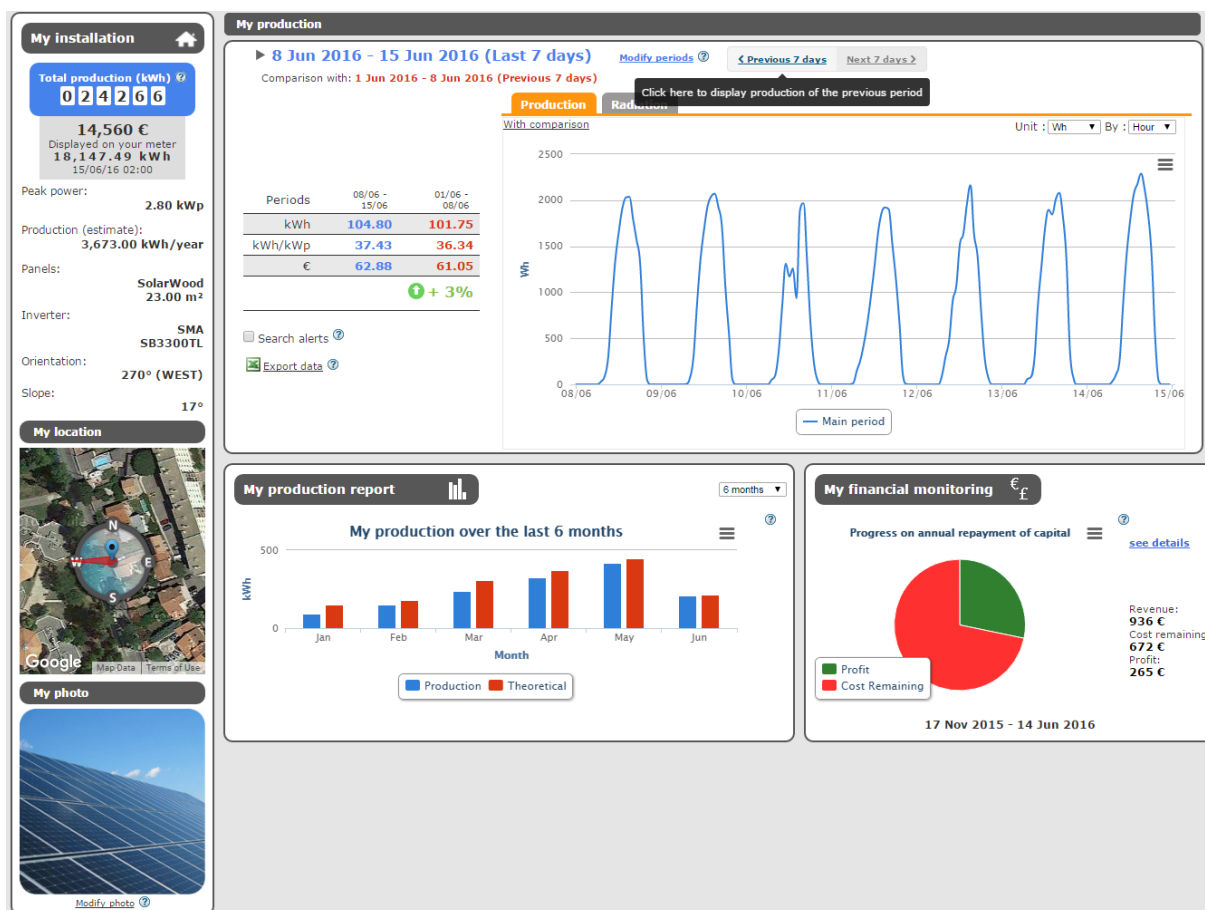 My installation
Total production (kWh) ?
024266
14,560 €
Displayed on your meter
18,147.49 kWh
15/06/16 02:00
Peak power:
2.80 kWp
Production (estimate):
3,673.00 kWh/year
Panels:
SolarWood
23.00 m²
Inverter:
SMA
SB3300TL
Orientation:
270° (WEST)
Slope:
17°
My location
N
W
E
S
Google
Map Data
Terms of Use
My photo
Modify photo ?
My production
8 Jun 2016 - 15 Jun 2016 (Last 7 days)
Modify periods ?
Previous 7 days
Next 7 days
Comparison with: 1 Jun 2016 - 8 Jun 2016 (Previous 7 days)
Click here to display production of the previous period
Production
Radiation
With comparison
Unit : Wh
By : Hour
Periods 08/06 - 15/06 01/06 - 08/06
kWh 104.80 101.75
kWh/kWp 37.43 36.34
€ 62.88 61.05
+ 3%
Search alerts ?
Export data ?
2500
2000
1500
1000
500
0
Wh
08/06 09/06 10/06 11/06 12/06 13/06 14/06 15/06
Main period
My production report
6 months
?
My production over the last 6 months
500
0
kWh
Jan Feb Mar Apr May Jun
Month
Production Theoretical
My financial monitoring €£
?
Progress on annual repayment of capital
see details
Revenue:
936 €
Cost remaining
672 €
Profit:
265 €
Profit
Cost Remaining
17 Nov 2015 - 14 Jun 2016